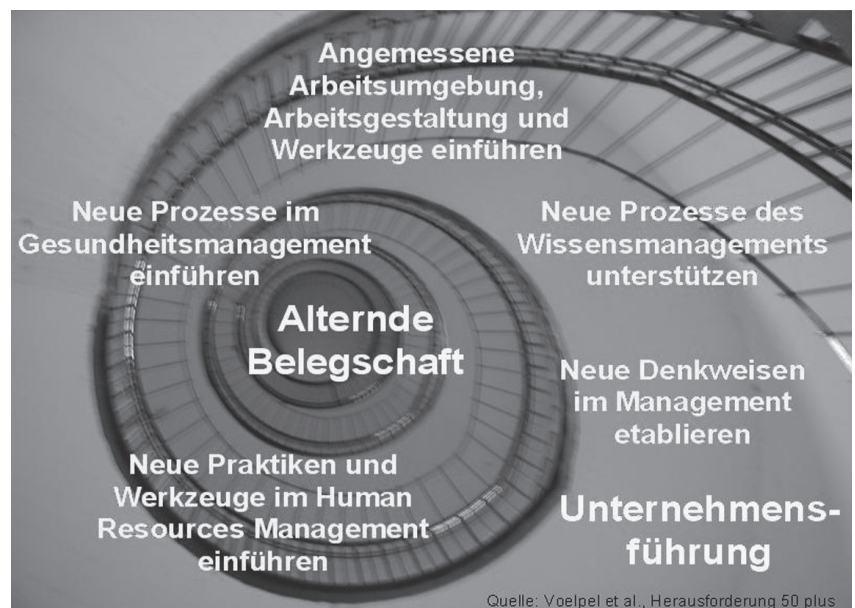 Angemessene
Arbeitsumgebung,
Arbeitsgestaltung und
Werkzeuge einführen
Neue Prozesse im
Gesundheitsmanagement
einführen
Neue Prozesse des
Wissensmanagements
unterstützen
Alternde
Belegschaft
Neue Denkweisen
im Management
etablieren
Neue Praktiken und
Werkzeuge im Human
Resources Management
einführen
Unternehmens-
führung
Quelle: Voelpel et al., Herausforderung 50 plus